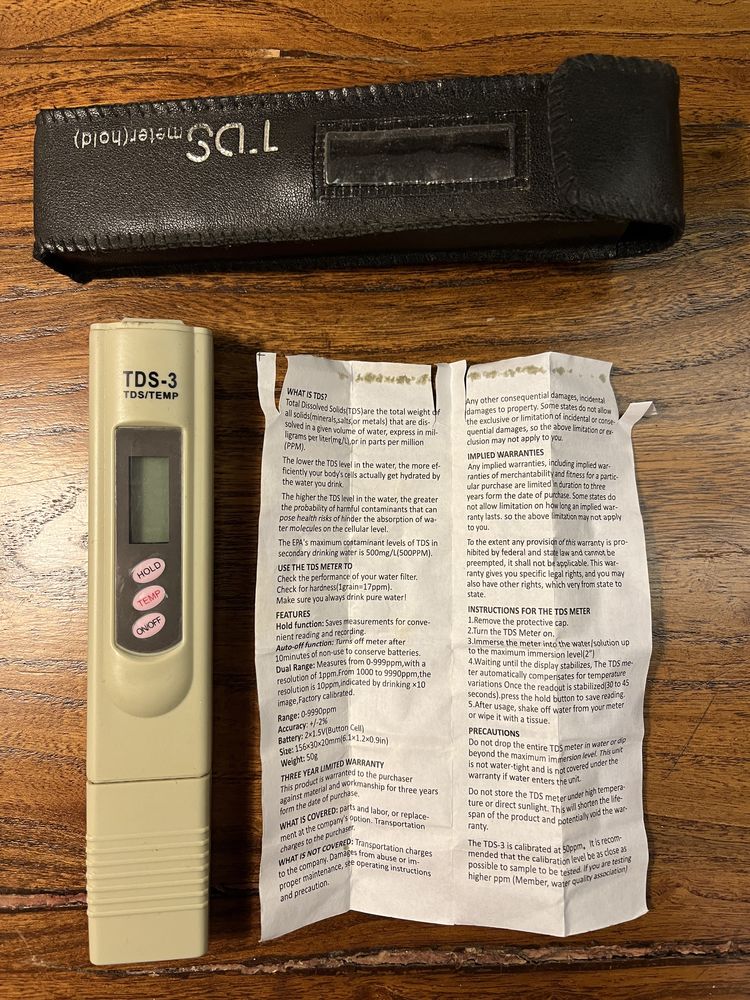 TDS meter(hold)
TDS-3
TDS/TEMP
HOLD
TEMP
ON/OFF
WHAT IS TDS?
Total Dissolved Solids(TDS)are the total weight of
all solids(minerals,salts,or metals) that are dis-
solved in a given volume of water, express in mil-
ligrams per liter(mg/L),or in parts per million
(PPM).
The lower the TDS level in the water, the more ef-
ficiently your body's cells actually get hydrated by
the water you drink.
The higher the TDS level in the water, the greater
the probability of harmful contaminants that can
pose health risks or hinder the absorption of wa-
ter molecules on the cellular level.
The EPA's maximum contaminant levels of TDS in
secondary drinking water is 500mg/L(500PPM).
USE THE TDS METER TO
Check the performance of your water filter.
Check for hardness(1grain=17ppm).
Make sure you always drink pure water!
FEATURES
Hold function: Saves measurements for conve-
nient reading and recording.
Auto-off function: Turns off meter after
10minutes of non-use to conserve batteries.
Dual Range: Measures from 0-999ppm,with a
resolution of 1ppm.From 1000 to 9990ppm,the
resolution is 10ppm,indicated by drinking ×10
image,Factory calibrated.
Range: 0-9990ppm
Accuracy: +/-2%
Battery: 2×1.5V(Button Cell)
Size: 156×30×20mm(6.1×1.2×0.9in)
Weight: 50g
THREE YEAR LIMITED WARRANTY
This product is warranted to the purchaser
against material and workmanship for three years
form the date of purchase.
WHAT IS COVERED: parts and labor, or replace-
ment at the company's option. Transportation
charges to the purchaser.
WHAT IS NOT COVERED: Transportation charges
to the company. Damages from abuse or im-
proper maintenance, see operating instructions
and precaution.
Any other consequential damages, incidental
damages to property. Some states do not allow
the exclusive or limitation of incidental or conse-
quential damages, so the above limitation or ex-
clusion may not apply to you.
IMPLIED WARRANTIES
Any implied warranties, including implied war-
ranties of merchantability and fitness for a partic-
ular purchase are limited in duration to three
years form the date of purchase. Some states do
not allow limitation on how long an implied war-
ranty lasts. so the above limitation may not apply
to you.
To the extent any provision of this warranty is pro-
hibited by federal and state law and cannot be
preempted, it shall not be applicable. This war-
ranty gives you specific legal rights, and you may
also have other rights, which very from state to
state.
INSTRUCTIONS FOR THE TDS METER
1.Remove the protective cap.
2.Turn the TDS Meter on.
3.Immerse the meter into the water/solution up
to the maximum immersion level(2")
4.Waiting until the display stabilizes, The TDS me-
ter automatically compensates for temperature
variations Once the readout is stabilized(30 to 45
seconds).press the hold button to save reading.
5.After usage, shake off water from your meter
or wipe it with a tissue.
PRECAUTIONS
Do not drop the entire TDS meter in water or dip
beyond the maximum immersion level. This unit
is not water-tight and is not covered under the
warranty if water enters the unit.
Do not store the TDS meter under high tempera-
ture or direct sunlight. This will shorten the life-
span of the product and potentially void the war-
ranty.
The TDS-3 is calibrated at 50ppm。It is recom-
mended that the calibration level be as close as
possible to sample to be tested. If you are testing
higher ppm (Member, water quality association)